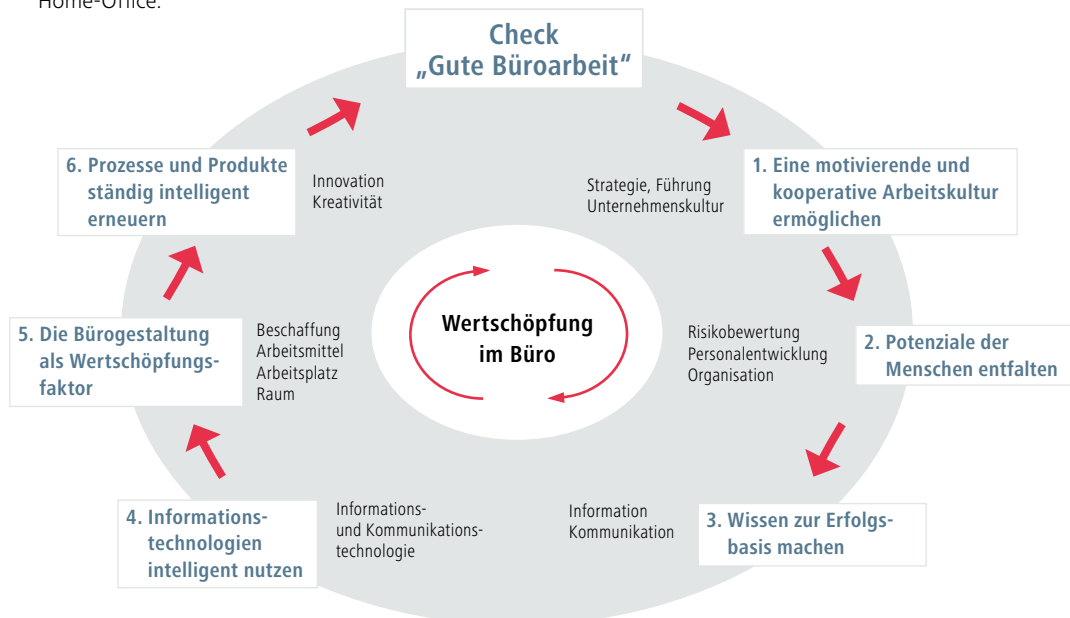 Home-Office.
Check
„Gute Büroarbeit“
6. Prozesse und Produkte
ständig intelligent
erneuern
Innovation
Kreativität
Strategie, Führung
Unternehmenskultur
1. Eine motivierende und
kooperative Arbeitskultur
ermöglichen
5. Die Bürogestaltung
als Wertschöpfungs-
faktor
Beschaffung
Arbeitsmittel
Arbeitsplatz
Raum
Wertschöpfung
im Büro
Risikobewertung
Personalentwicklung
Organisation
2. Potenziale der
Menschen entfalten
4. Informations-
technologien
intelligent nutzen
Informations-
und Kommunikations-
technologie
Information
Kommunikation
3. Wissen zur Erfolgs-
basis machen